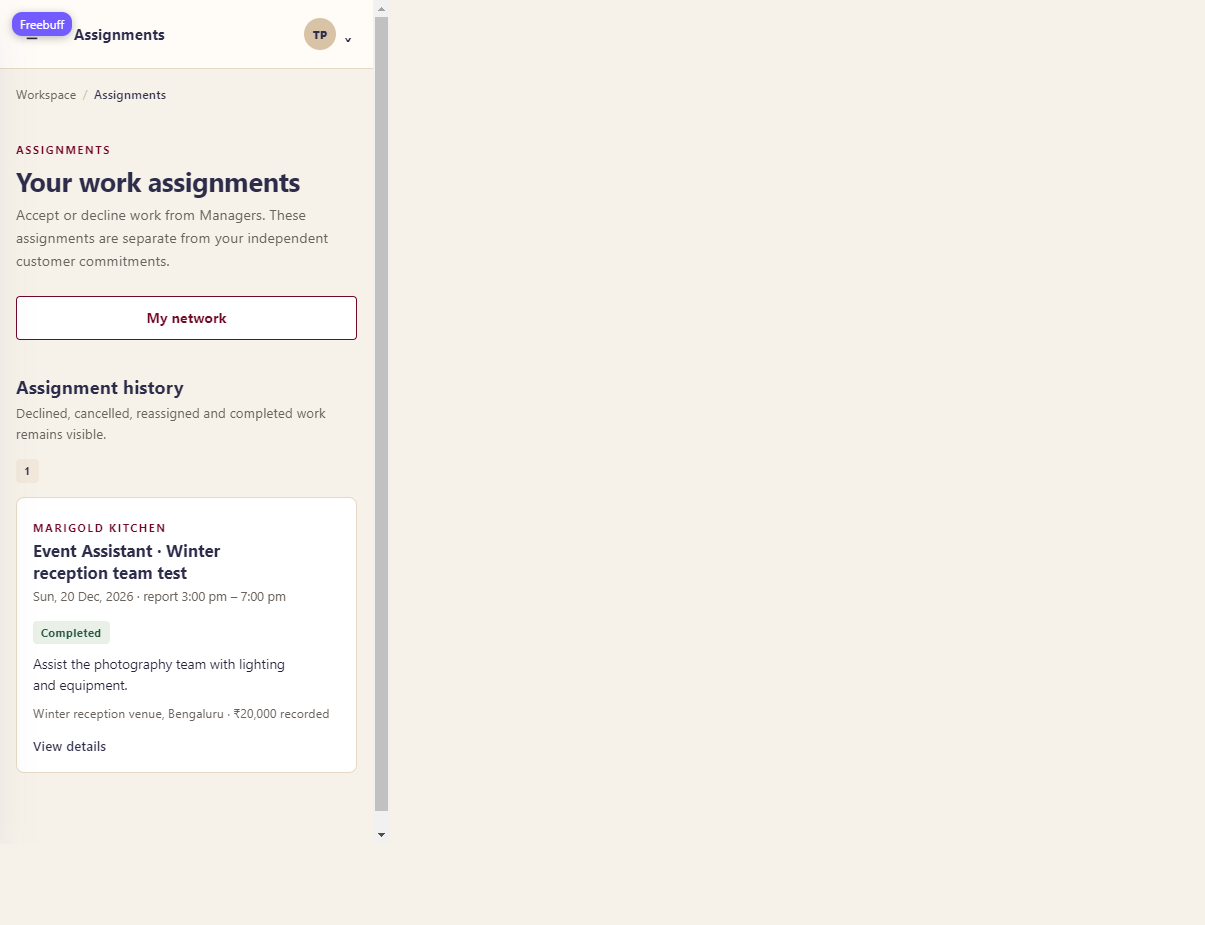 Freebuff
Assignments
TP
Workspace / Assignments
ASSIGNMENTS
Your work assignments
Accept or decline work from Managers. These
assignments are separate from your independent
customer commitments.
My network
Assignment history
Declined, cancelled, reassigned and completed work
remains visible.
1
MARIGOLD KITCHEN
Event Assistant · Winter
reception team test
Sun, 20 Dec, 2026 · report 3:00 pm – 7:00 pm
Completed
Assist the photography team with lighting
and equipment.
Winter reception venue, Bengaluru · ₹20,000 recorded
View details